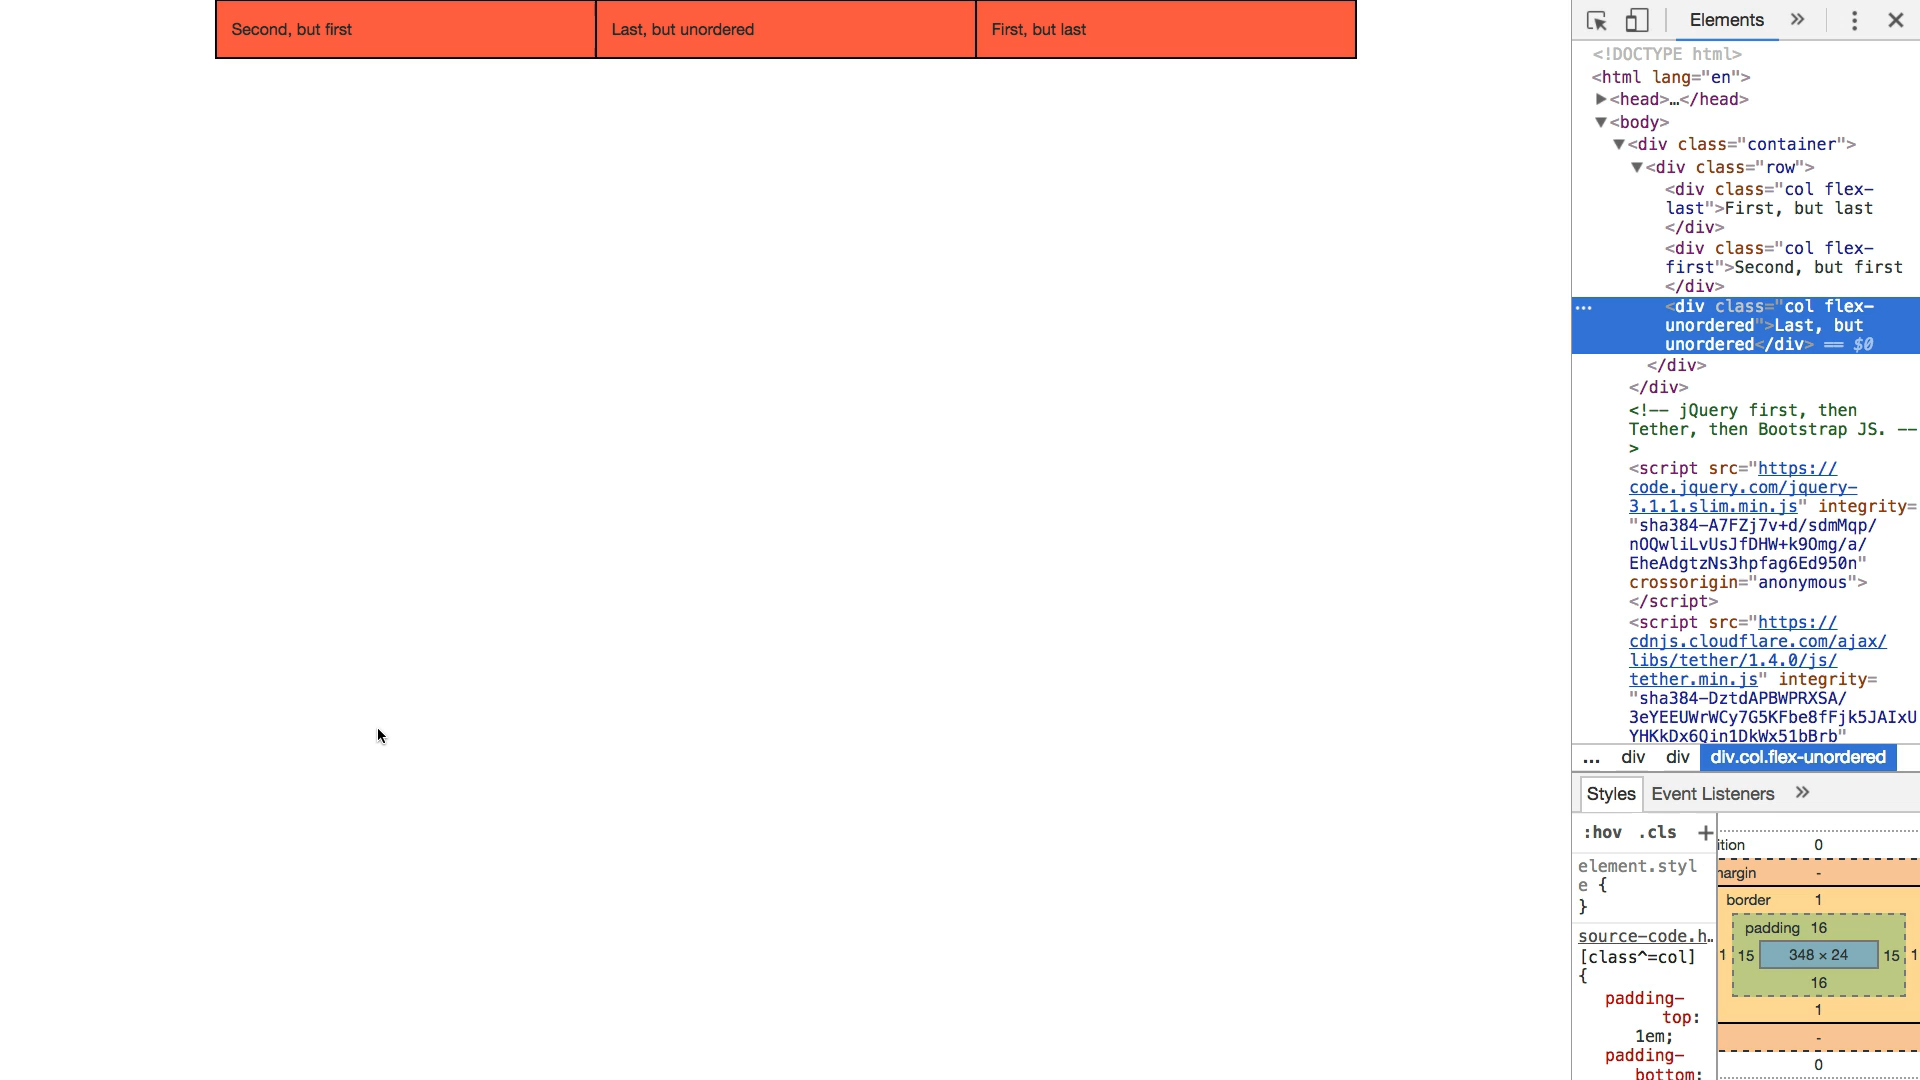 Second, but first
Last, but unordered
First, but last
Elements »
<!DOCTYPE html>
<html lang="en">
▶<head>…</head>
▼<body>
▼<div class="container">
▼<div class="row">
<div class="col flex-
last">First, but last
</div>
<div class="col flex-
first">Second, but first
</div>
… <div class="col flex-
unordered">Last, but
unordered</div> == $0
</div>
</div>
<!-- jQuery first, then
Tether, then Bootstrap JS. --
>
<script src="https://
code.jquery.com/jquery-
3.1.1.slim.min.js" integrity=
"sha384-A7FZj7v+d/sdmMqp/
nOQwliLvUsJfDHW+k9Omg/a/
EheAdgtzNs3hpfag6Ed950n"
crossorigin="anonymous">
</script>
<script src="https://
cdnjs.cloudflare.com/ajax/
libs/tether/1.4.0/js/
tether.min.js" integrity=
"sha384-DztdAPBWPRXSA/
3eYEEUWrWCy7G5KFbe8fFjk5JAIxU
YHKkDx6Qin1DkWx51bBrb"
... div div div.col.flex-unordered
Styles Event Listeners »
:hov .cls +
element.styl
e {
}
source-code.h…
[class^=col]
{
padding-
top:
1em;
padding-
bottom:
ition 0
margin -
border 1
padding 16
1 15 348 × 24 15 1
16
1
-
0